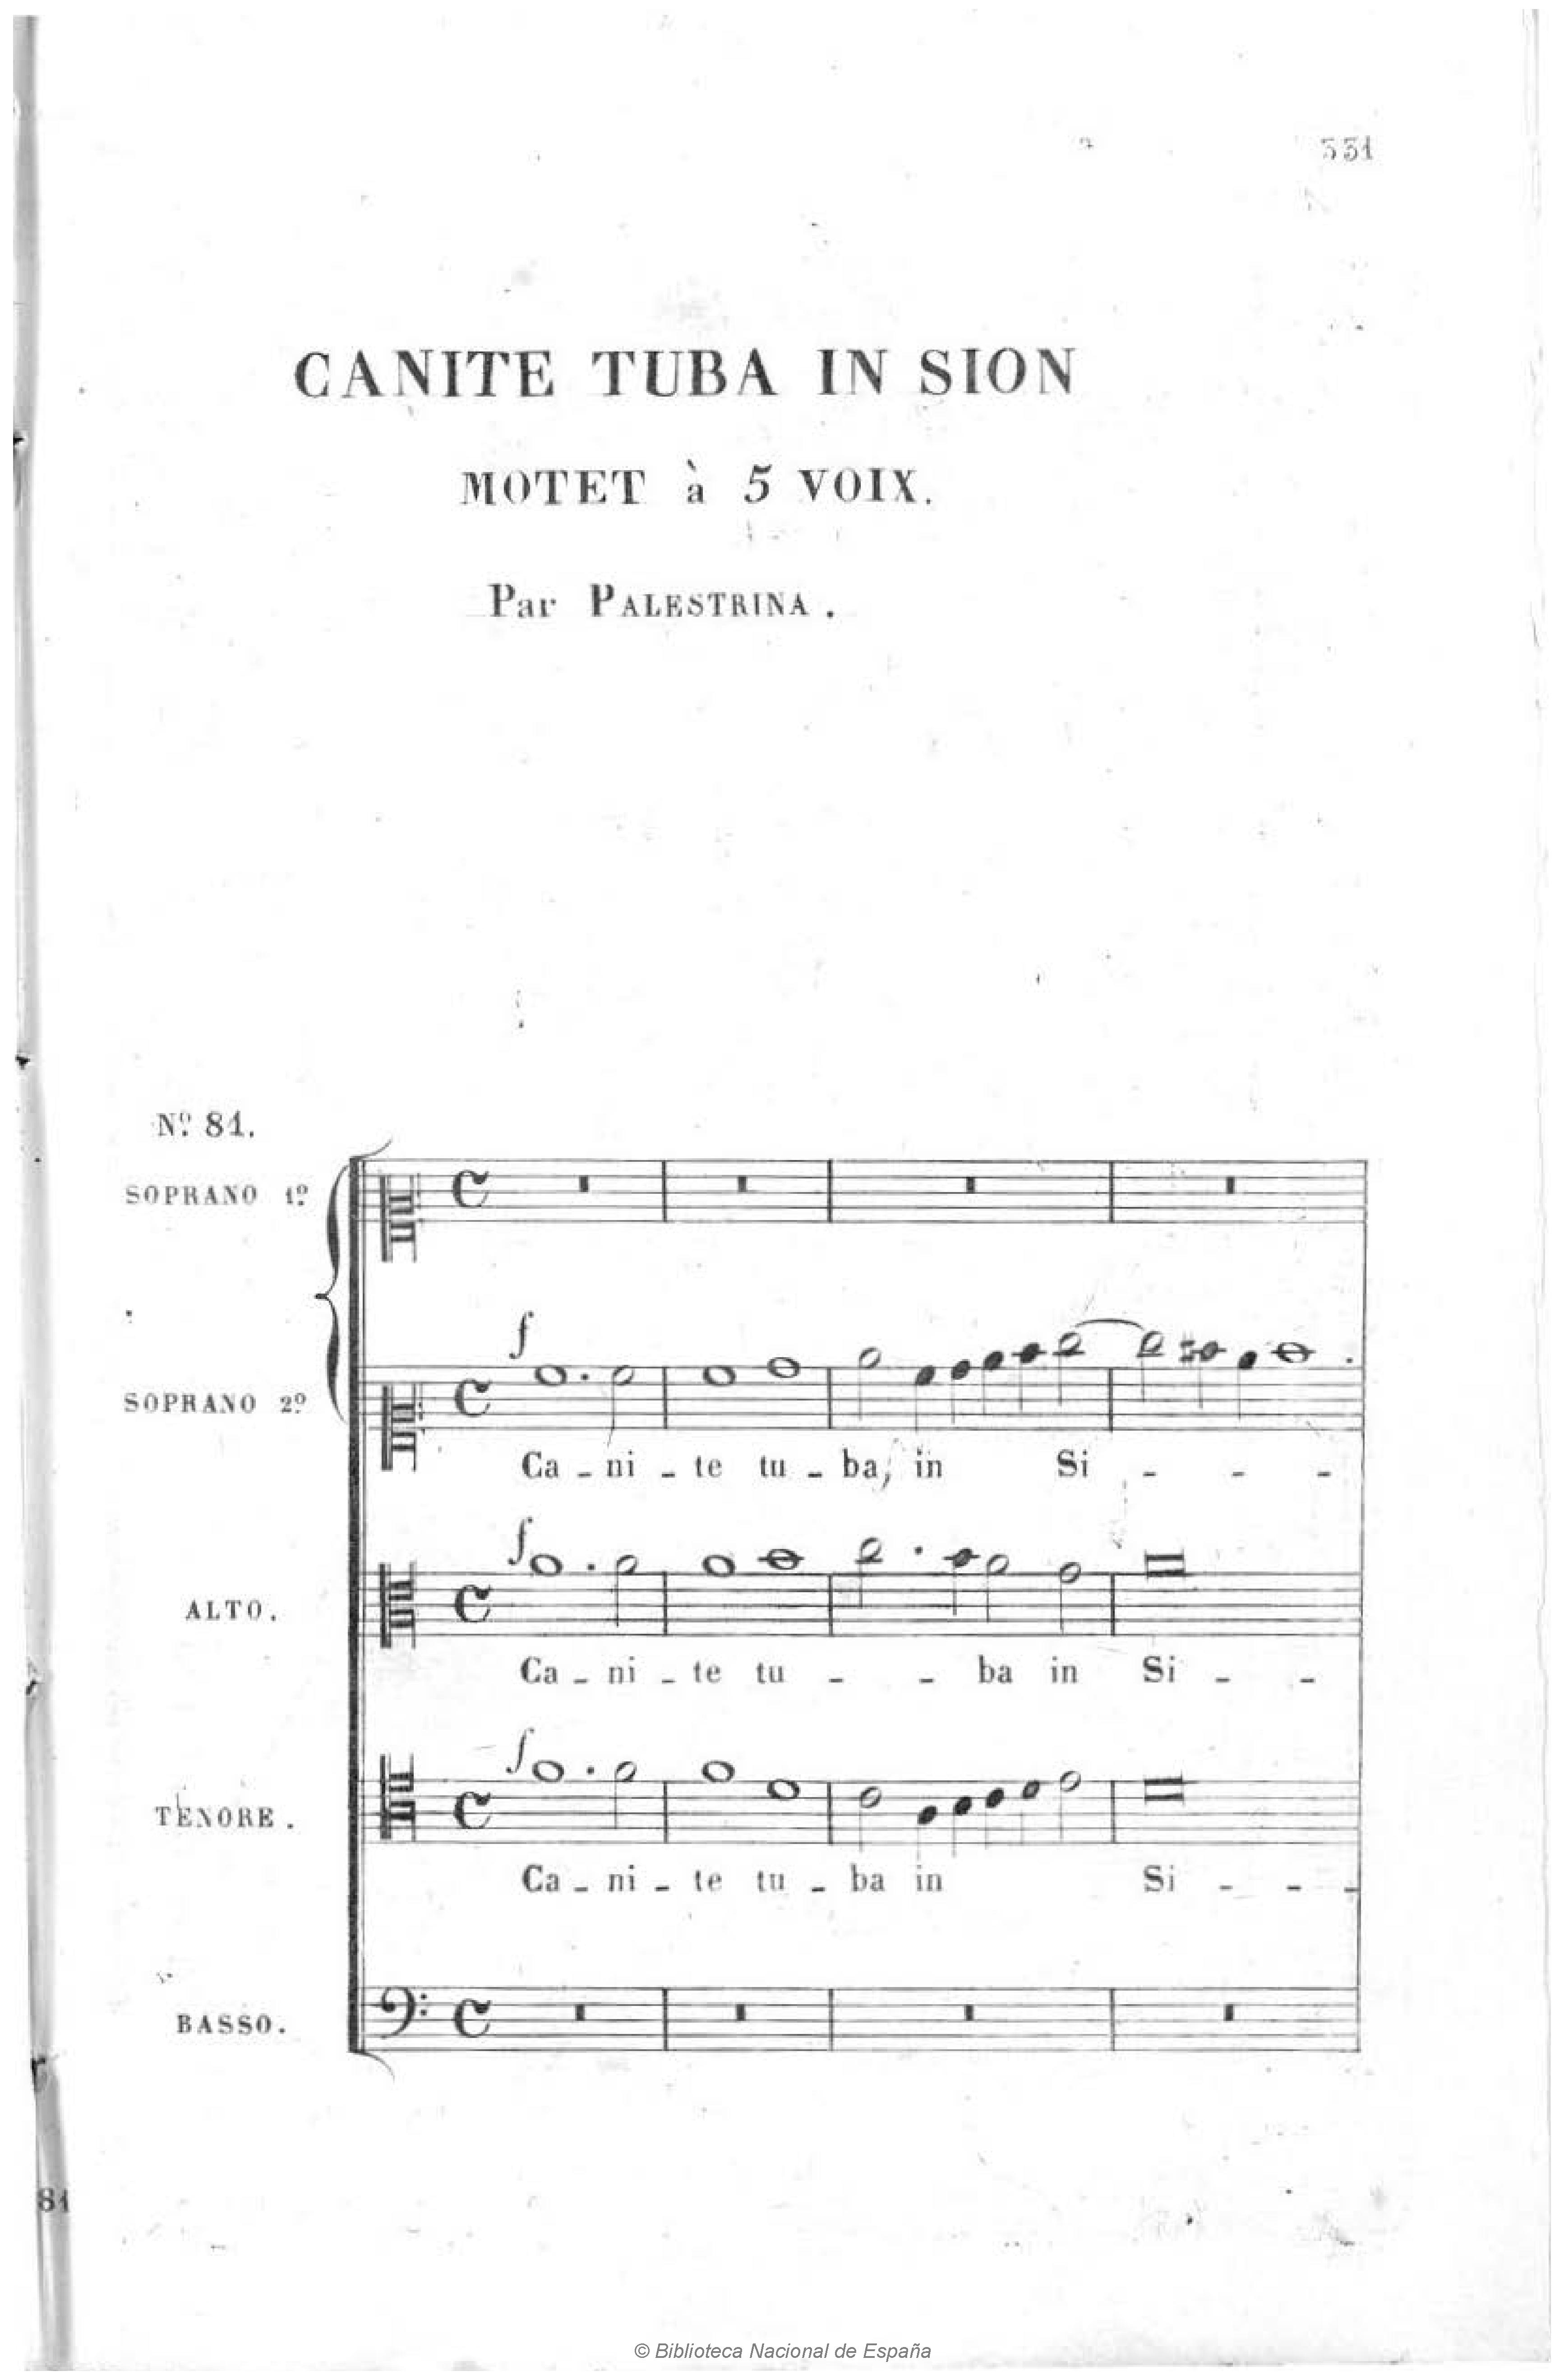 331
CANITE TUBA IN SION
MOTET à 5 VOIX.
Par PALESTRINA.
Nº 81.
SOPRANO 1º
f
SOPRANO 2º
Ca - ni - te tu - ba, in Si - - -
f
ALTO.
Ca - ni - te tu - - ba in Si - -
f
TENORE.
Ca - ni - te tu - ba in Si - - -
BASSO.
81
© Biblioteca Nacional de España